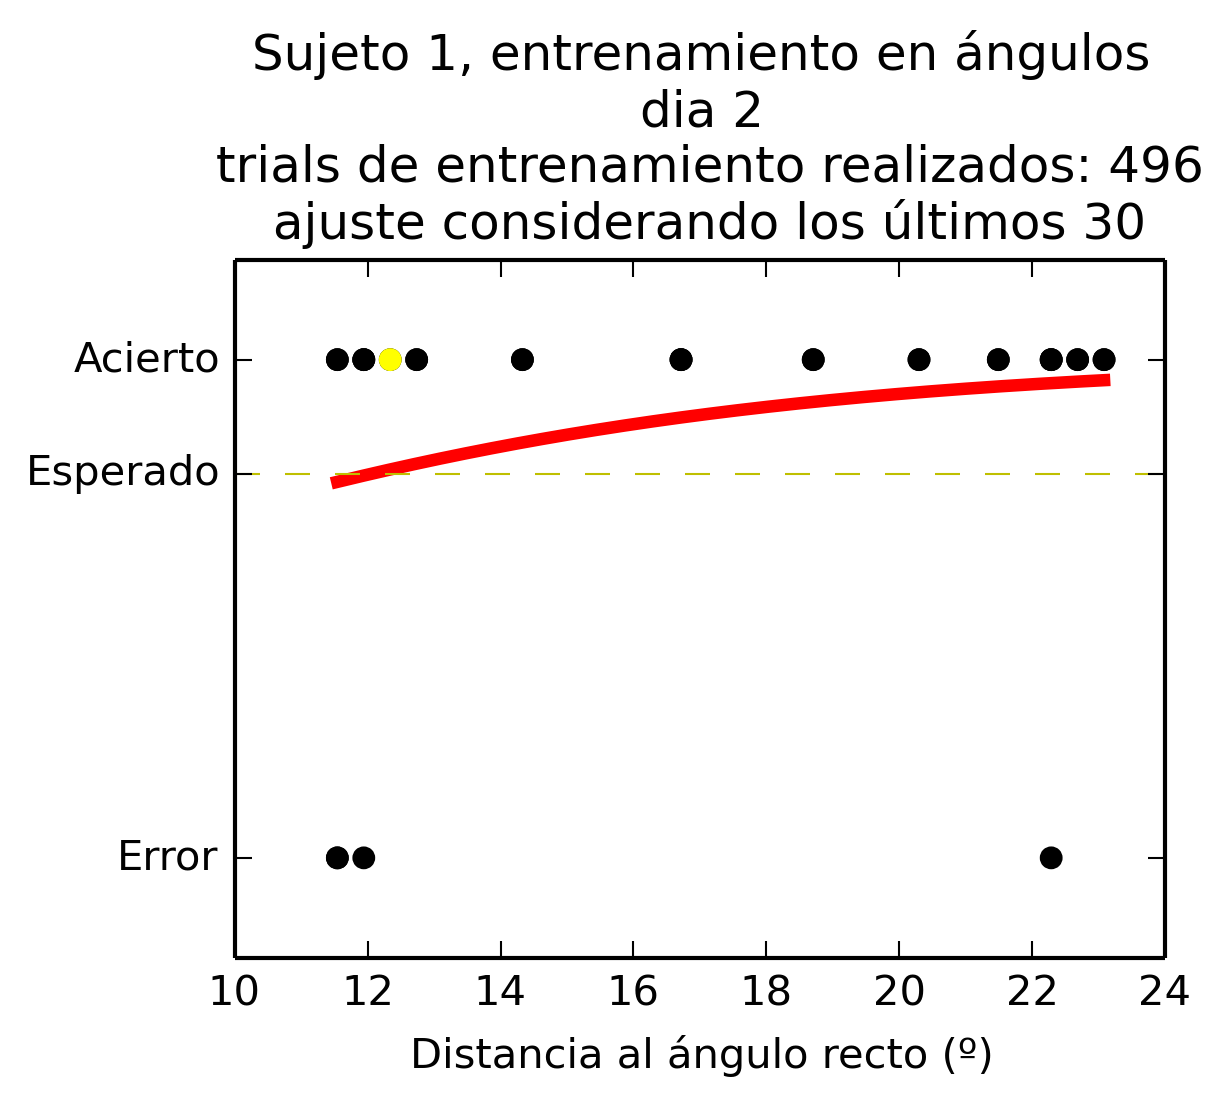 Sujeto 1, entrenamiento en ángulos
dia 2
trials de entrenamiento realizados: 496
ajuste considerando los últimos 30
Acierto
Esperado
Error
10 12 14 16 18 20 22 24
Distancia al ángulo recto (º)